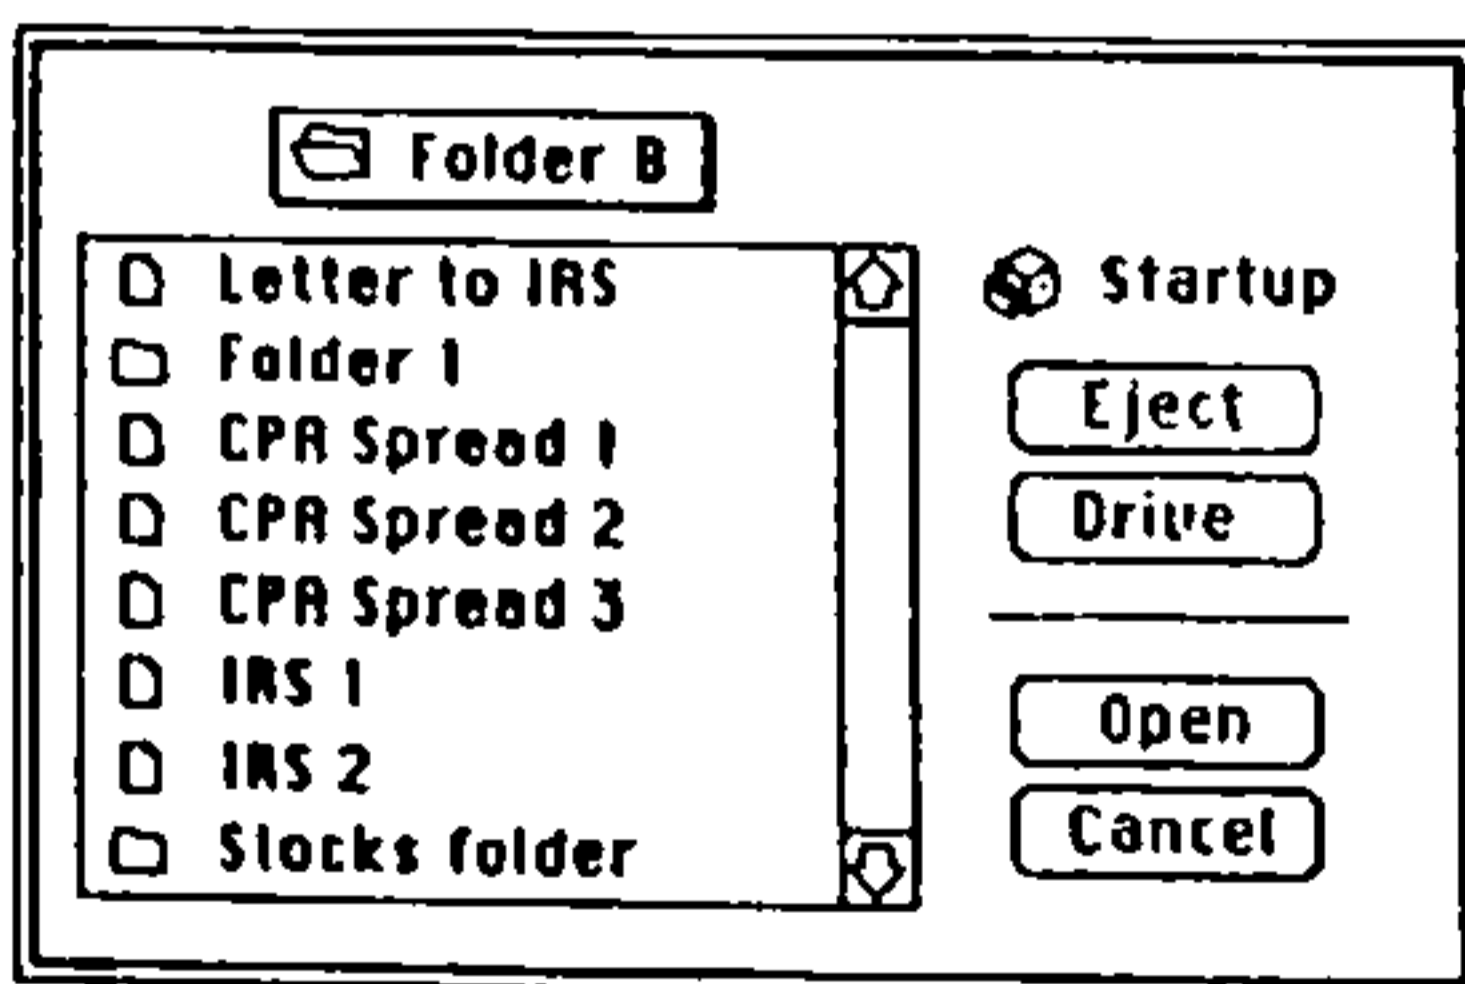 Folder B
Letter to IRS
Folder 1
CPA Spread 1
CPA Spread 2
CPA Spread 3
IRS 1
IRS 2
Stocks folder
Startup
Eject
Drive
Open
Cancel